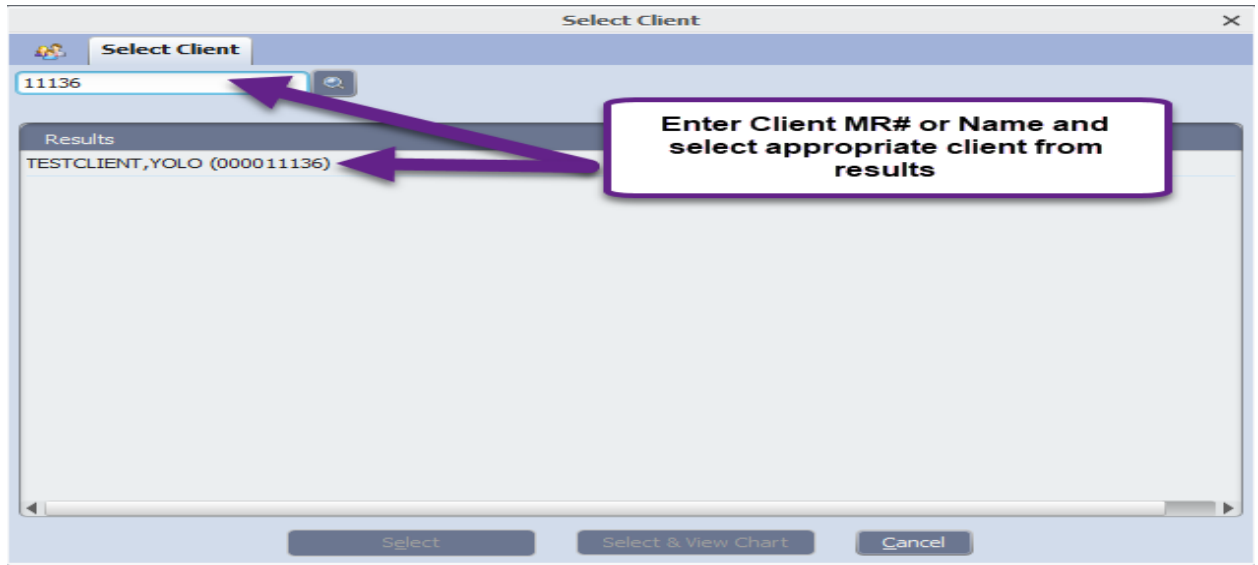 Select Client
Select Client
11136
Enter Client MR# or Name and
select appropriate client from
results
Results
TESTCLIENT,YOLO (000011136)
Select
Select & View Chart
Cancel